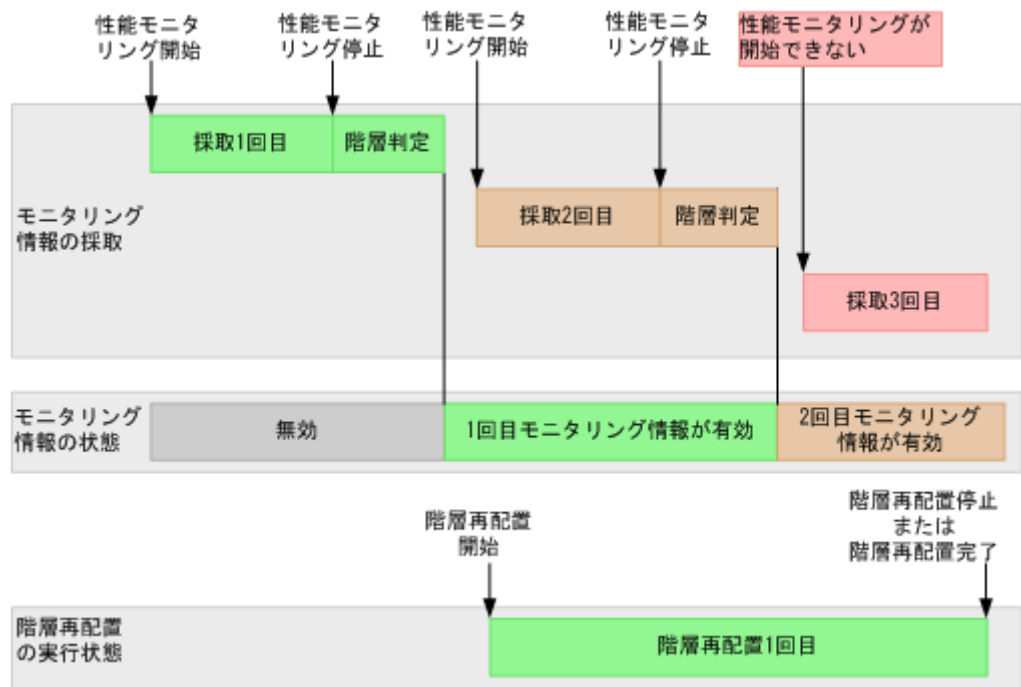 性能モニタ
リング開始
性能モニタ
リング停止
性能モニタ
リング開始
性能モニタ
リング停止
性能モニタリングが
開始できない
採取1回目
階層判定
モニタリング
情報の採取
採取2回目
階層判定
採取3回目
モニタリング
情報の状態
無効
1回目モニタリング情報が有効
2回目モニタリング
情報が有効
階層再配置
開始
階層再配置停止
または
階層再配置完了
階層再配置
の実行状態
階層再配置1回目